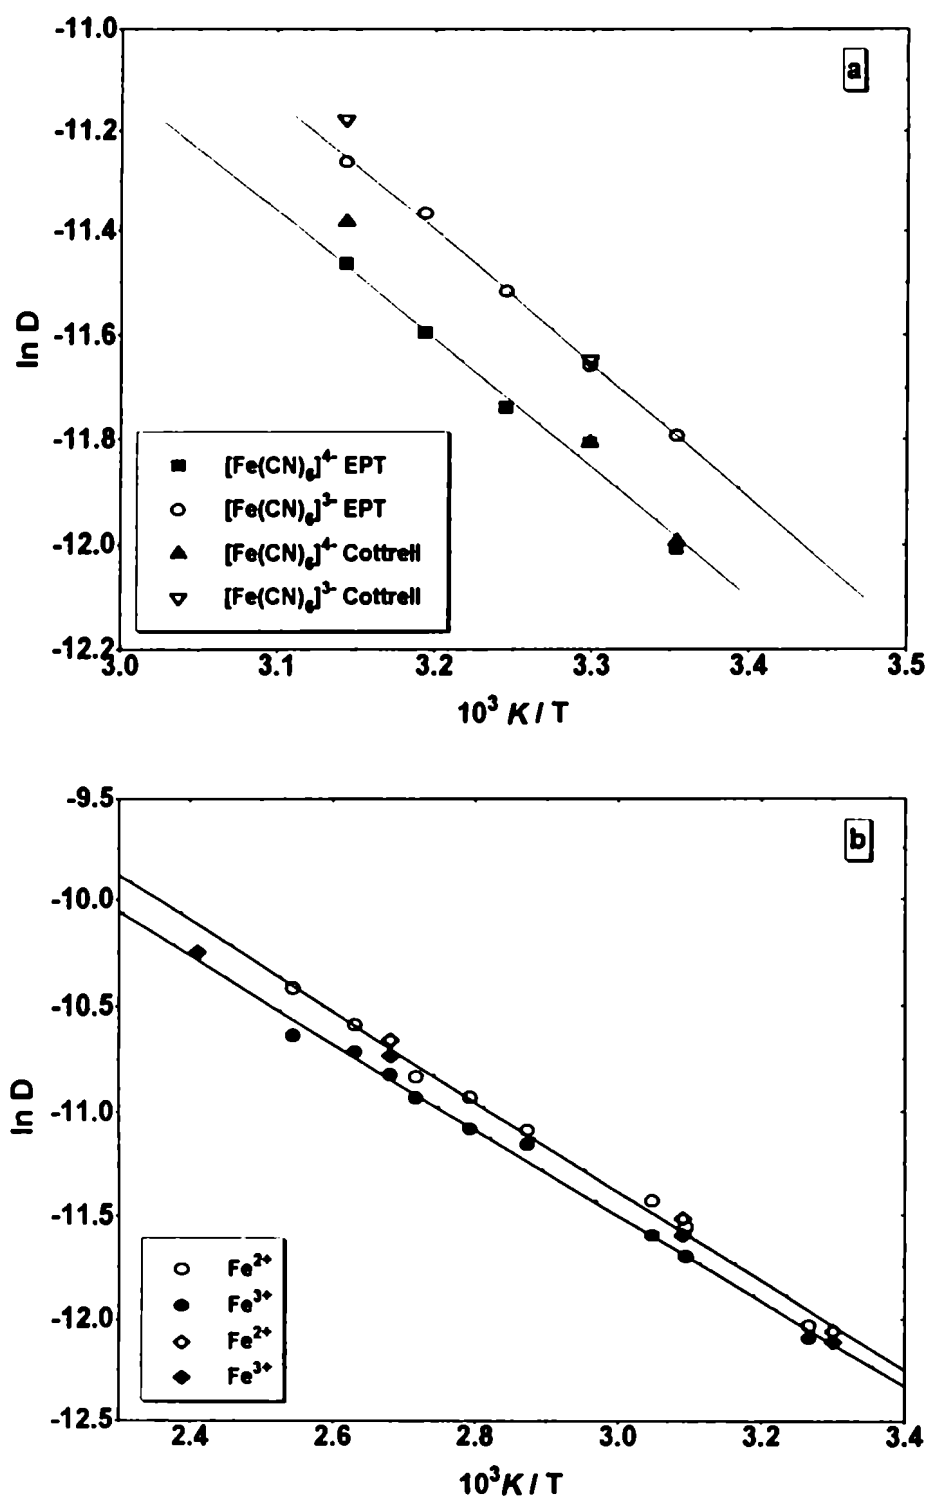 a
-11.0
-11.2
-11.4
-11.6
-11.8
-12.0
-12.2
ln D
[Fe(CN)₆]⁴⁻ EPT
[Fe(CN)₆]³⁻ EPT
[Fe(CN)₆]⁴⁻ Cottrell
[Fe(CN)₆]³⁻ Cottrell
3.0 3.1 3.2 3.3 3.4 3.5
10³ K / T
b
-9.5
-10.0
-10.5
-11.0
-11.5
-12.0
-12.5
ln D
Fe²⁺
Fe³⁺
Fe²⁺
Fe³⁺
2.4 2.6 2.8 3.0 3.2 3.4
10³ K / T